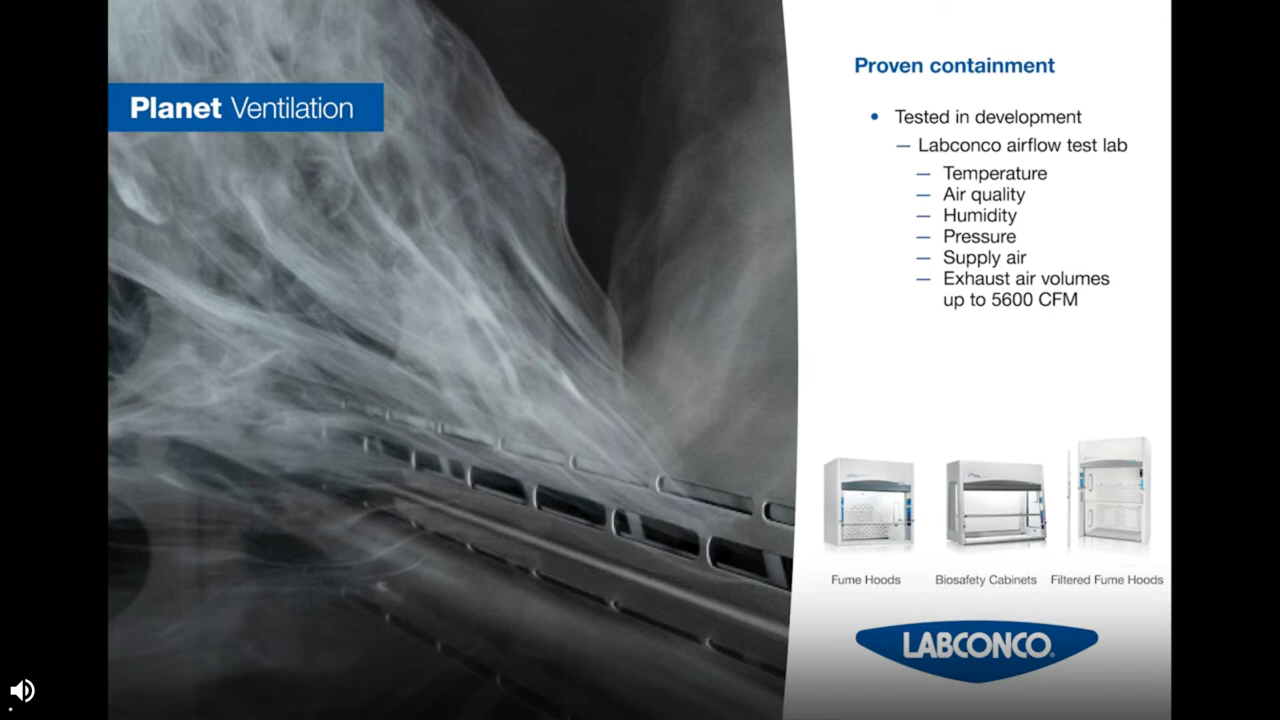 Planet Ventilation
Proven containment
• Tested in development
— Labconco airflow test lab
— Temperature
— Air quality
— Humidity
— Pressure
— Supply air
— Exhaust air volumes
up to 5600 CFM
Fume Hoods
Biosafety Cabinets
Filtered Fume Hoods
LABCONCO®